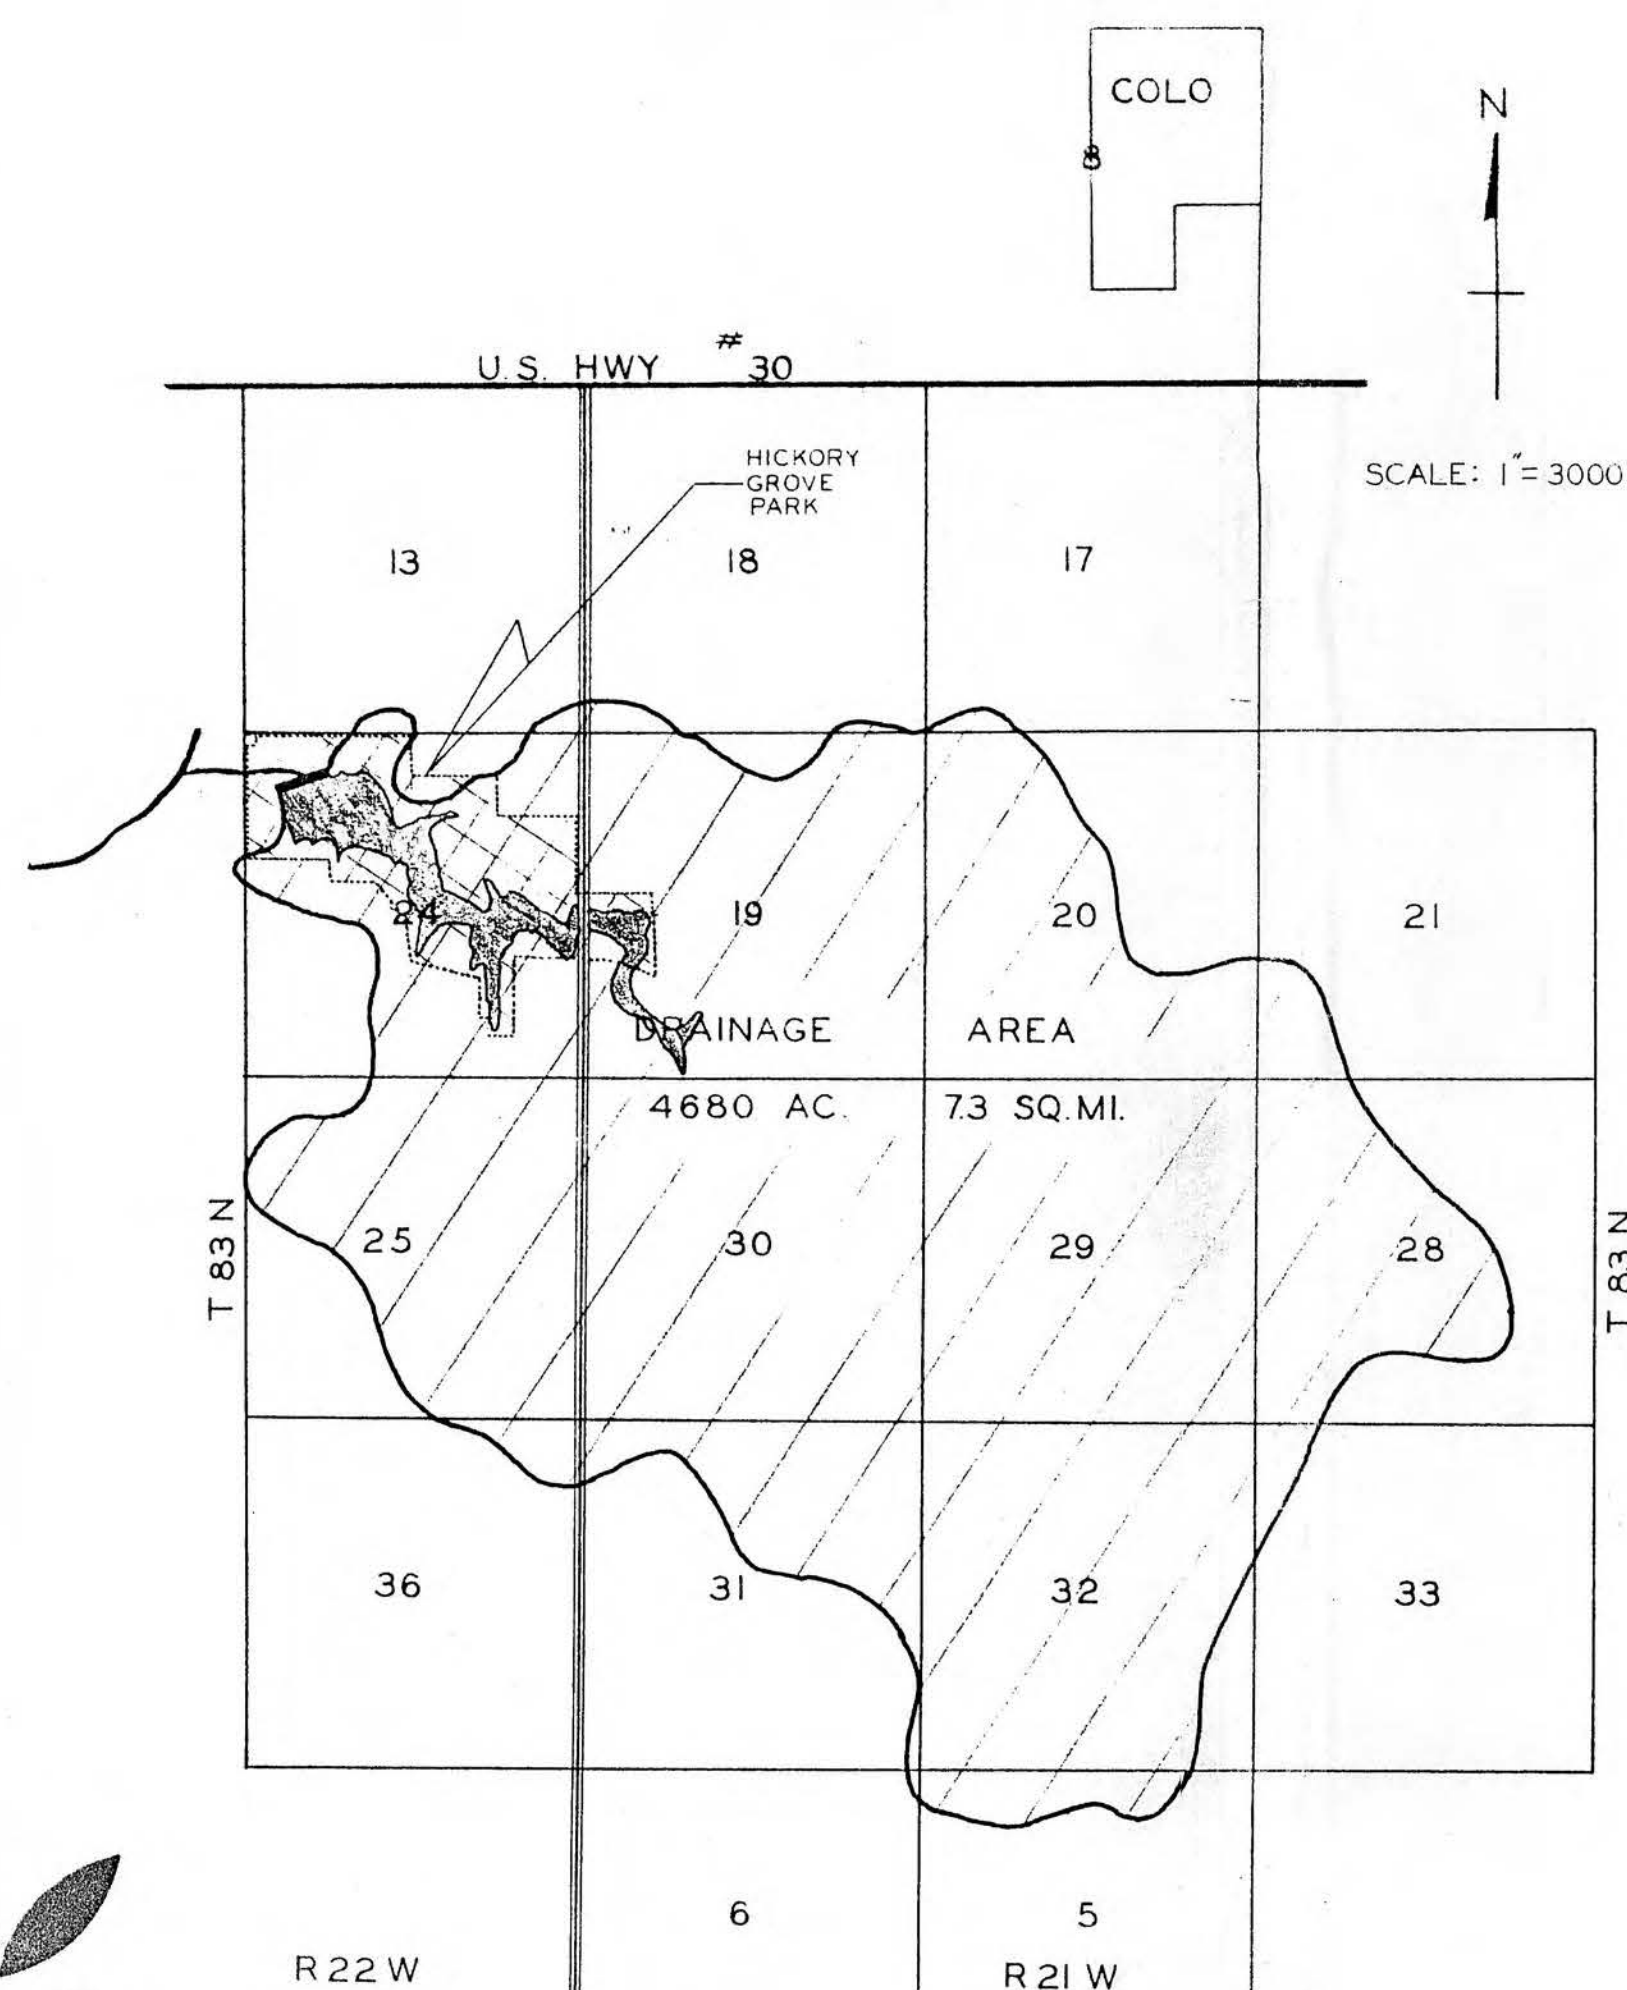 COLO
8
N
#
U.S. HWY 30
HICKORY
GROVE
PARK
SCALE: 1"= 3000
13 18 17
24 19 20 21
DRAINAGE AREA
4680 AC. 7.3 SQ.MI.
T 83 N
T 83 N
25 30 29 28
36 31 32 33
6 5
R 22 W
R 21 W